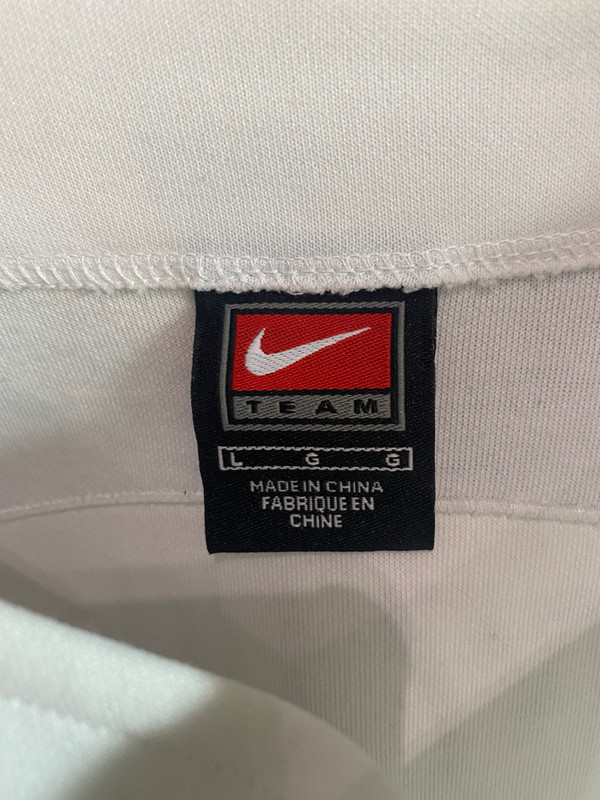 TEAM
L G G
MADE IN CHINA
FABRIQUE EN
CHINE